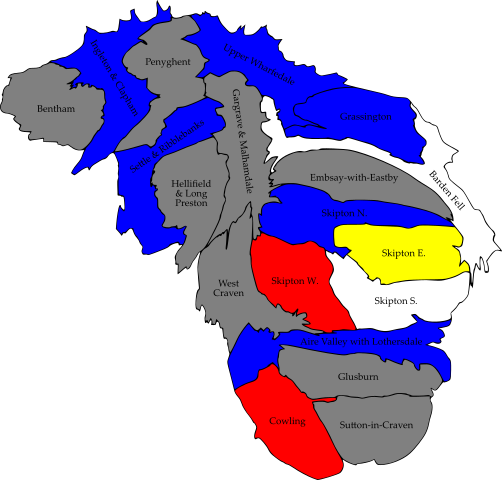 Ingleton & Clapham
Penyghent
Upper Wharfedale
Bentham
Gargrave & Malhamdale
Grassington
Settle & Ribblebanks
Embsay-with-Eastby
Barden Fell
Hellifield
& Long
Preston
Skipton N.
Skipton E.
West
Craven
Skipton W.
Skipton S.
Aire Valley with Lothersdale
Glusburn
Cowling
Sutton-in-Craven